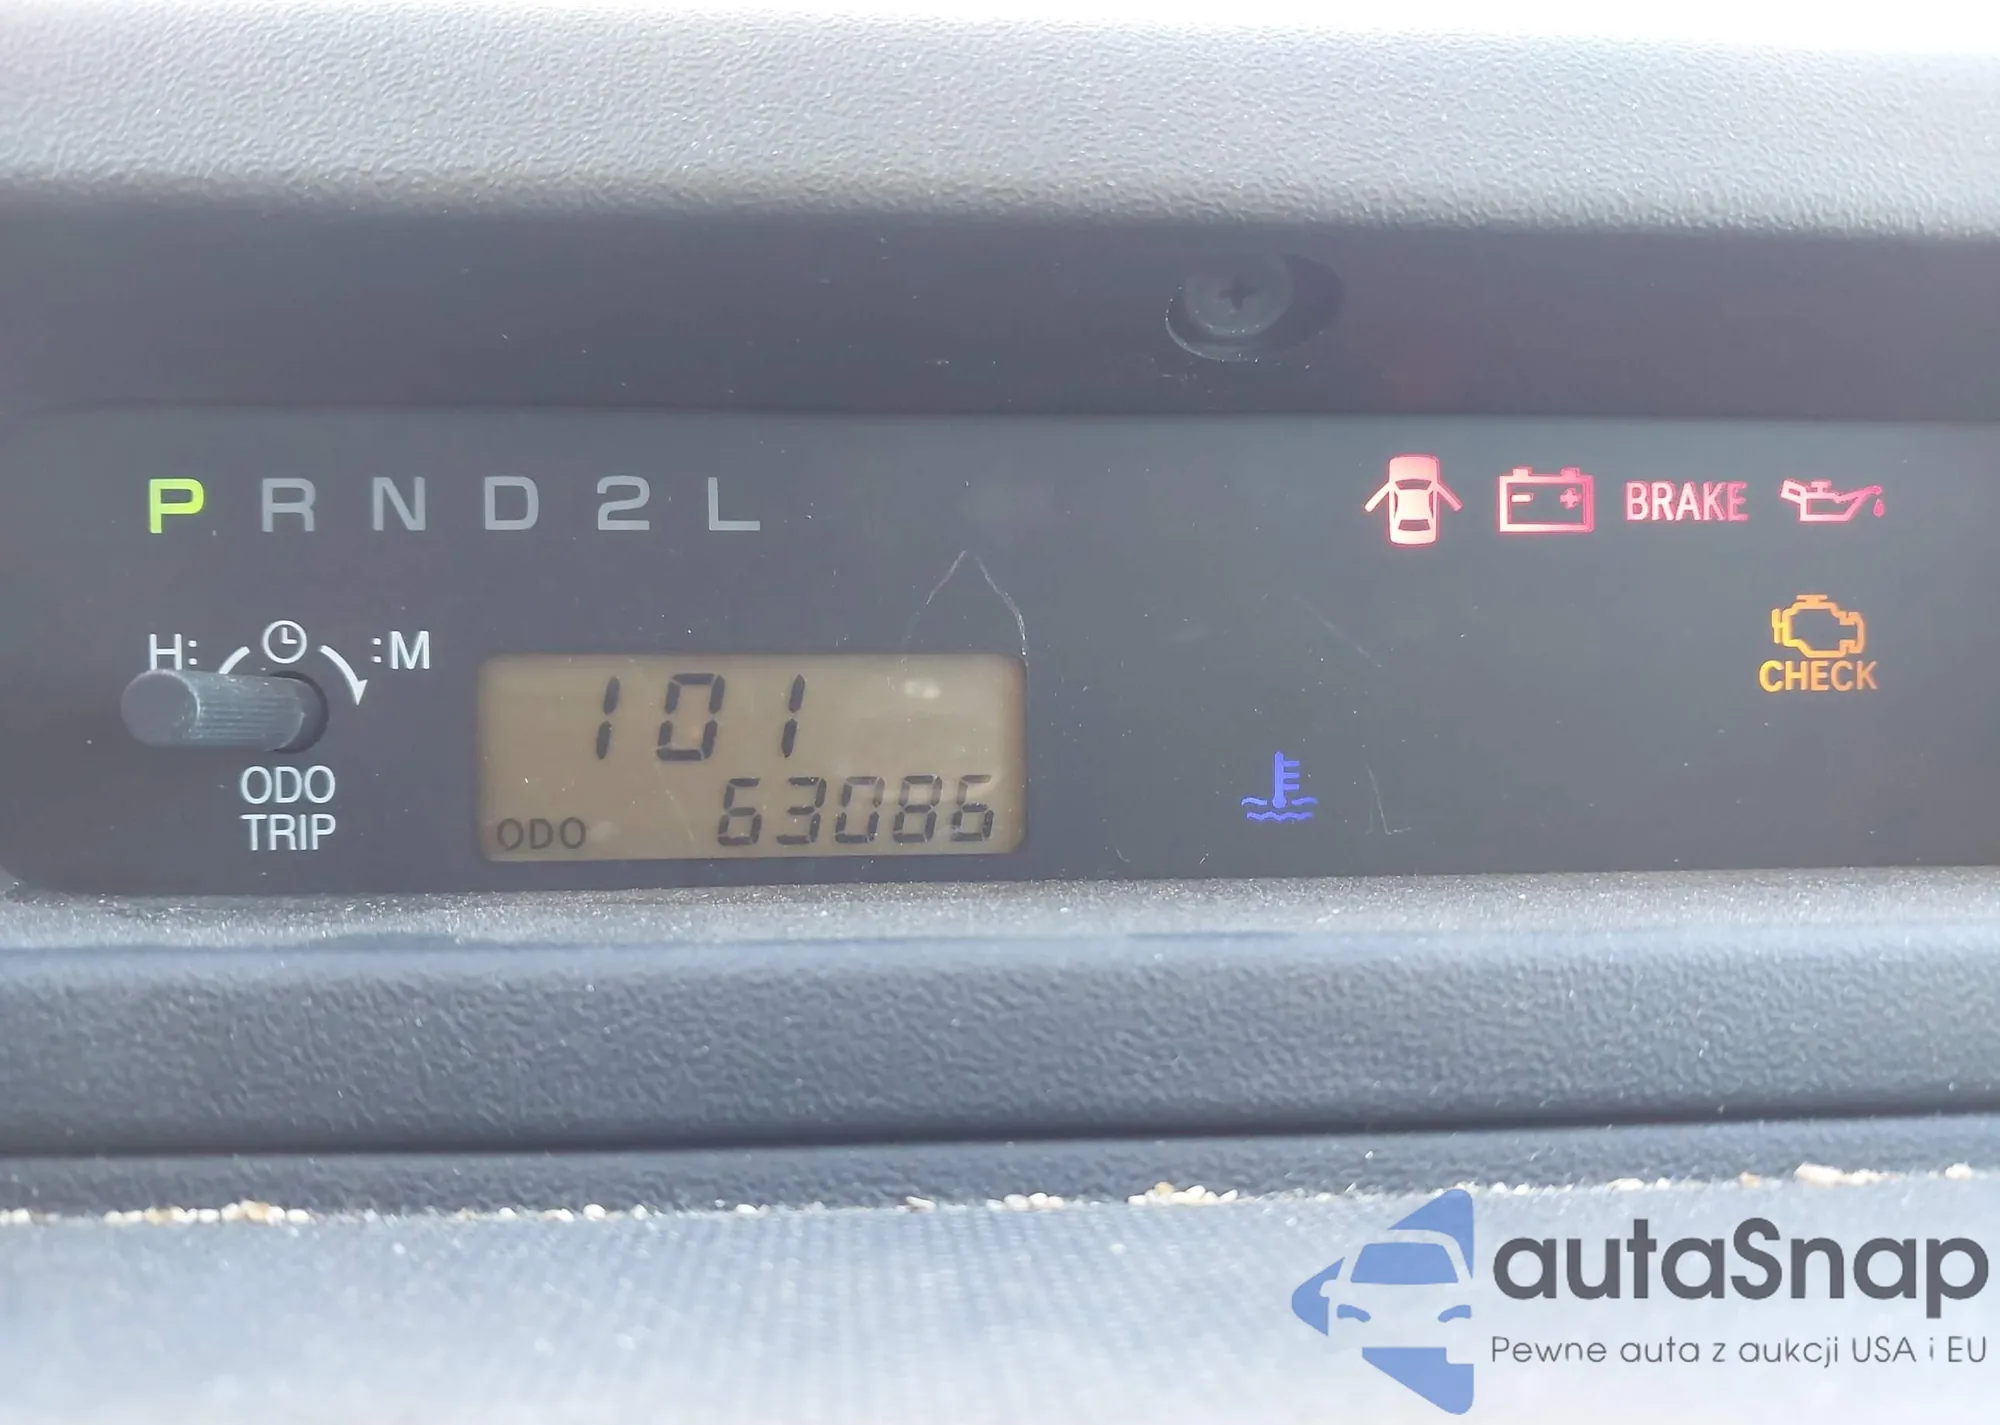 P R N D 2 L
BRAKE
H: :M
CHECK
101
ODO
TRIP
ODO 63086
autaSnap
Pewne auta z aukcji USA i EU